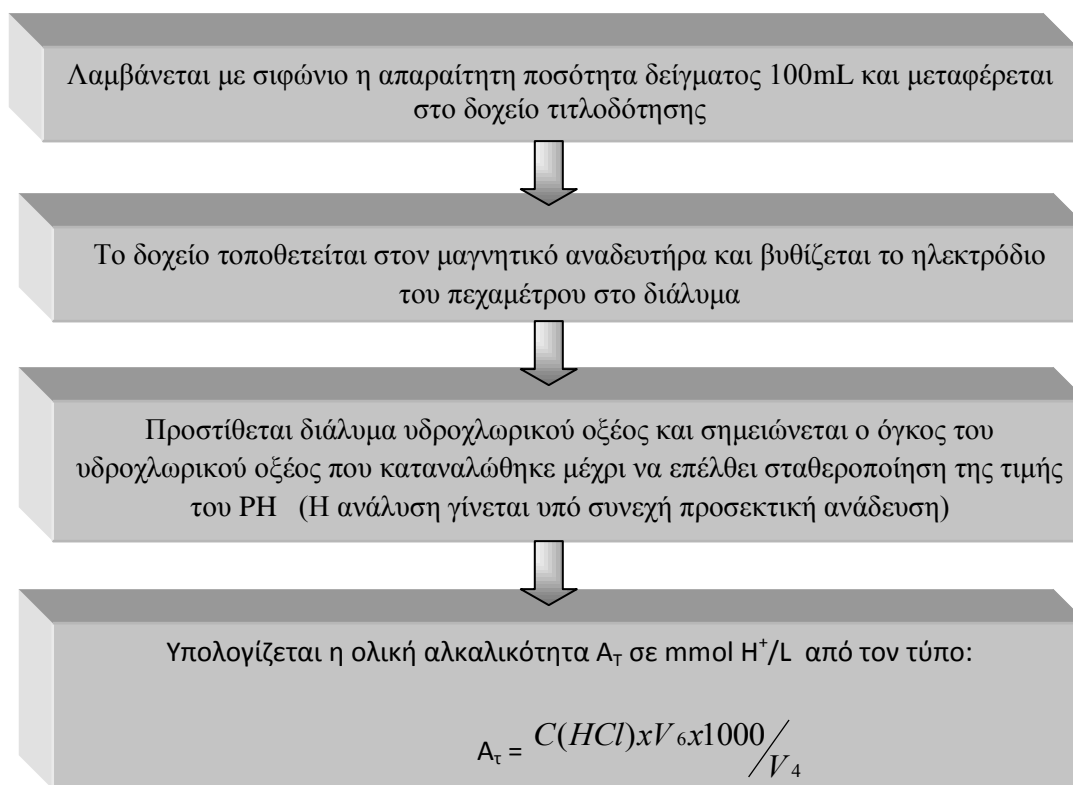 Λαμβάνεται με σιφώνιο η απαραίτητη ποσότητα δείγματος 100mL και μεταφέρεται
στο δοχείο τιτλοδότησης
Το δοχείο τοποθετείται στον μαγνητικό αναδευτήρα και βυθίζεται το ηλεκτρόδιο
του πεχαμέτρου στο διάλυμα
Προστίθεται διάλυμα υδροχλωρικού οξέος και σημειώνεται ο όγκος του
υδροχλωρικού οξέος που καταναλώθηκε μέχρι να επέλθει σταθεροποίηση της τιμής
του PH (Η ανάλυση γίνεται υπό συνεχή προσεκτική ανάδευση)
Υπολογίζεται η ολική αλκαλικότητα Α_Τ σε mmol H⁺/L από τον τύπο:
Α_τ = C(HCl)xV₆x1000/V₄